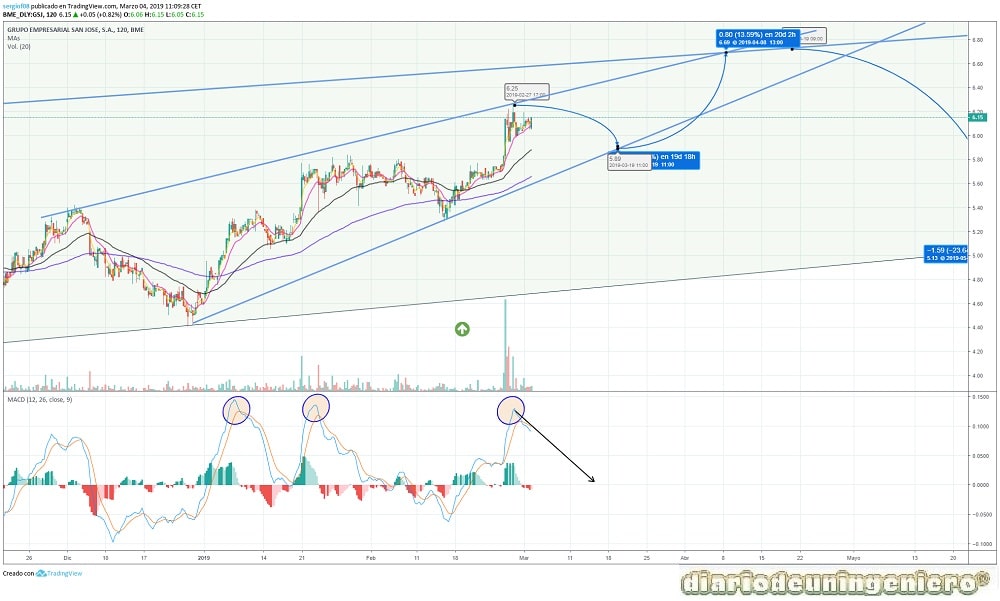 sergiof08 publicado en TradingView.com, Marzo 04, 2019 11:09:28 CET
BME_DLY:GSJ, 120 6.15 ▲ +0.05 (+0.82%) O:6.06 H:6.15 L:6.05 C:6.15
GRUPO EMPRESARIAL SAN JOSE, S.A., 120, BME
MAs
Vol. (20)
0.80 (13.59%) en 20d 2h
6.69 @ 2019-04-08 13:00
-19 09:00
6.25
2019-02-27 17:00
5.89
2019-03-19 11:00
%) en 19d 18h
19 11:00
−1.59 (−23.6
5.13 @ 2019-05
6.80
6.60
6.40
6.15
6.00
5.80
5.60
5.40
5.20
5.00
4.80
4.60
4.40
4.20
4.00
MACD (12, 26, close, 9)
0.1500
0.1000
0.0500
0.0000
-0.0500
-0.1000
26 Dic 10 17 2019 14 21 Feb 11 18 Mar 11 18 25 Abr 8 15 22 Mayo 13 20
Creado con TradingView
diariodeuningeniero